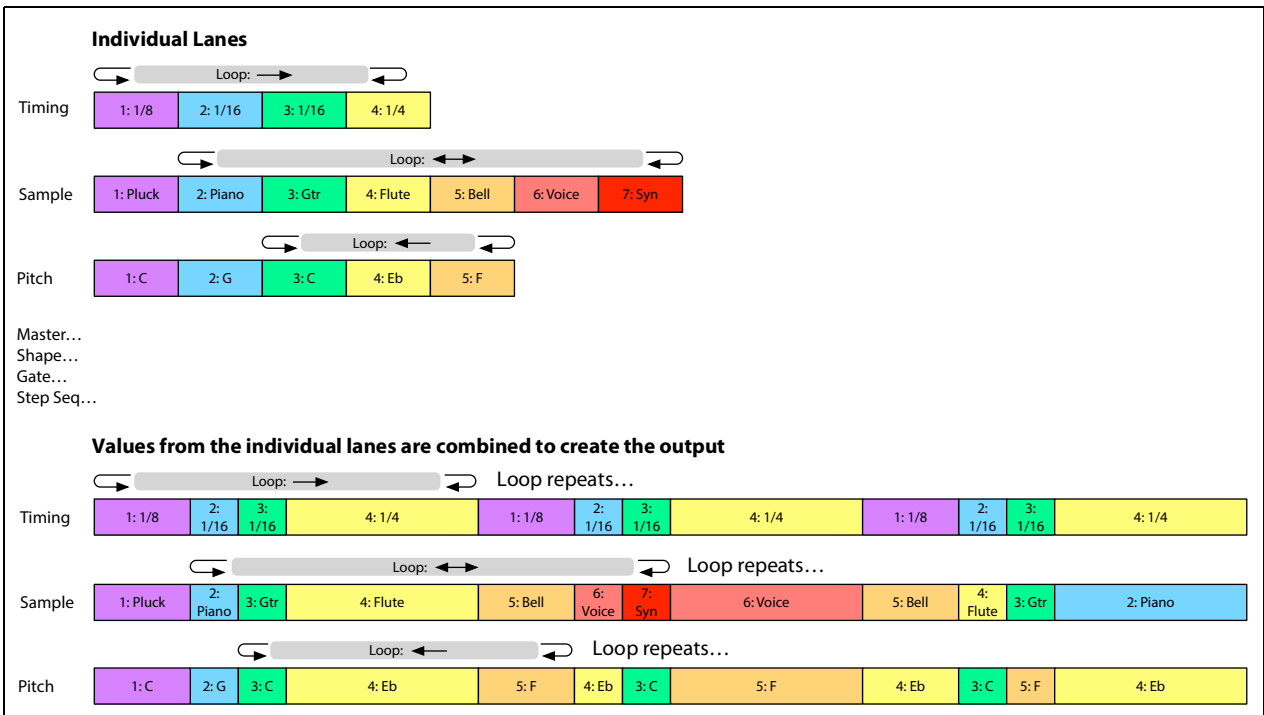 Individual Lanes
Loop:
Timing 1: 1/8 2: 1/16 3: 1/16 4: 1/4
Loop:
Sample 1: Pluck 2: Piano 3: Gtr 4: Flute 5: Bell 6: Voice 7: Syn
Loop:
Pitch 1: C 2: G 3: C 4: Eb 5: F
Master…
Shape…
Gate…
Step Seq…
Values from the individual lanes are combined to create the output
Loop: Loop repeats…
Timing 1: 1/8 2: 1/16 3: 1/16 4: 1/4 1: 1/8 2: 1/16 3: 1/16 4: 1/4 1: 1/8 2: 1/16 3: 1/16 4: 1/4
Loop: Loop repeats…
Sample 1: Pluck 2: Piano 3: Gtr 4: Flute 5: Bell 6: Voice 7: Syn 6: Voice 5: Bell 4: Flute 3: Gtr 2: Piano
Loop: Loop repeats…
Pitch 1: C 2: G 3: C 4: Eb 5: F 4: Eb 3: C 5: F 4: Eb 3: C 5: F 4: Eb